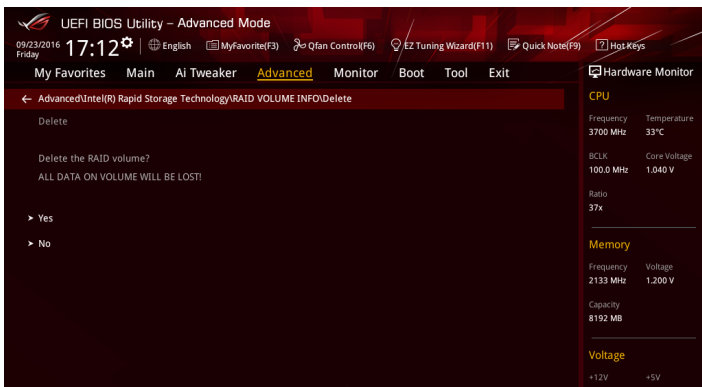 UEFI BIOS Utility – Advanced Mode
09/23/2016 Friday 17:12 English MyFavorite(F3) Qfan Control(F6) EZ Tuning Wizard(F11) Quick Note(F9) ? Hot Keys
My Favorites Main Ai Tweaker Advanced Monitor Boot Tool Exit Hardware Monitor
← Advanced\Intel(R) Rapid Storage Technology\RAID VOLUME INFO\Delete
Delete
Delete the RAID volume?
ALL DATA ON VOLUME WILL BE LOST!
> Yes
> No
CPU
Frequency Temperature
3700 MHz 33°C
BCLK Core Voltage
100.0 MHz 1.040 V
Ratio
37x
Memory
Frequency Voltage
2133 MHz 1.200 V
Capacity
8192 MB
Voltage
+12V +5V